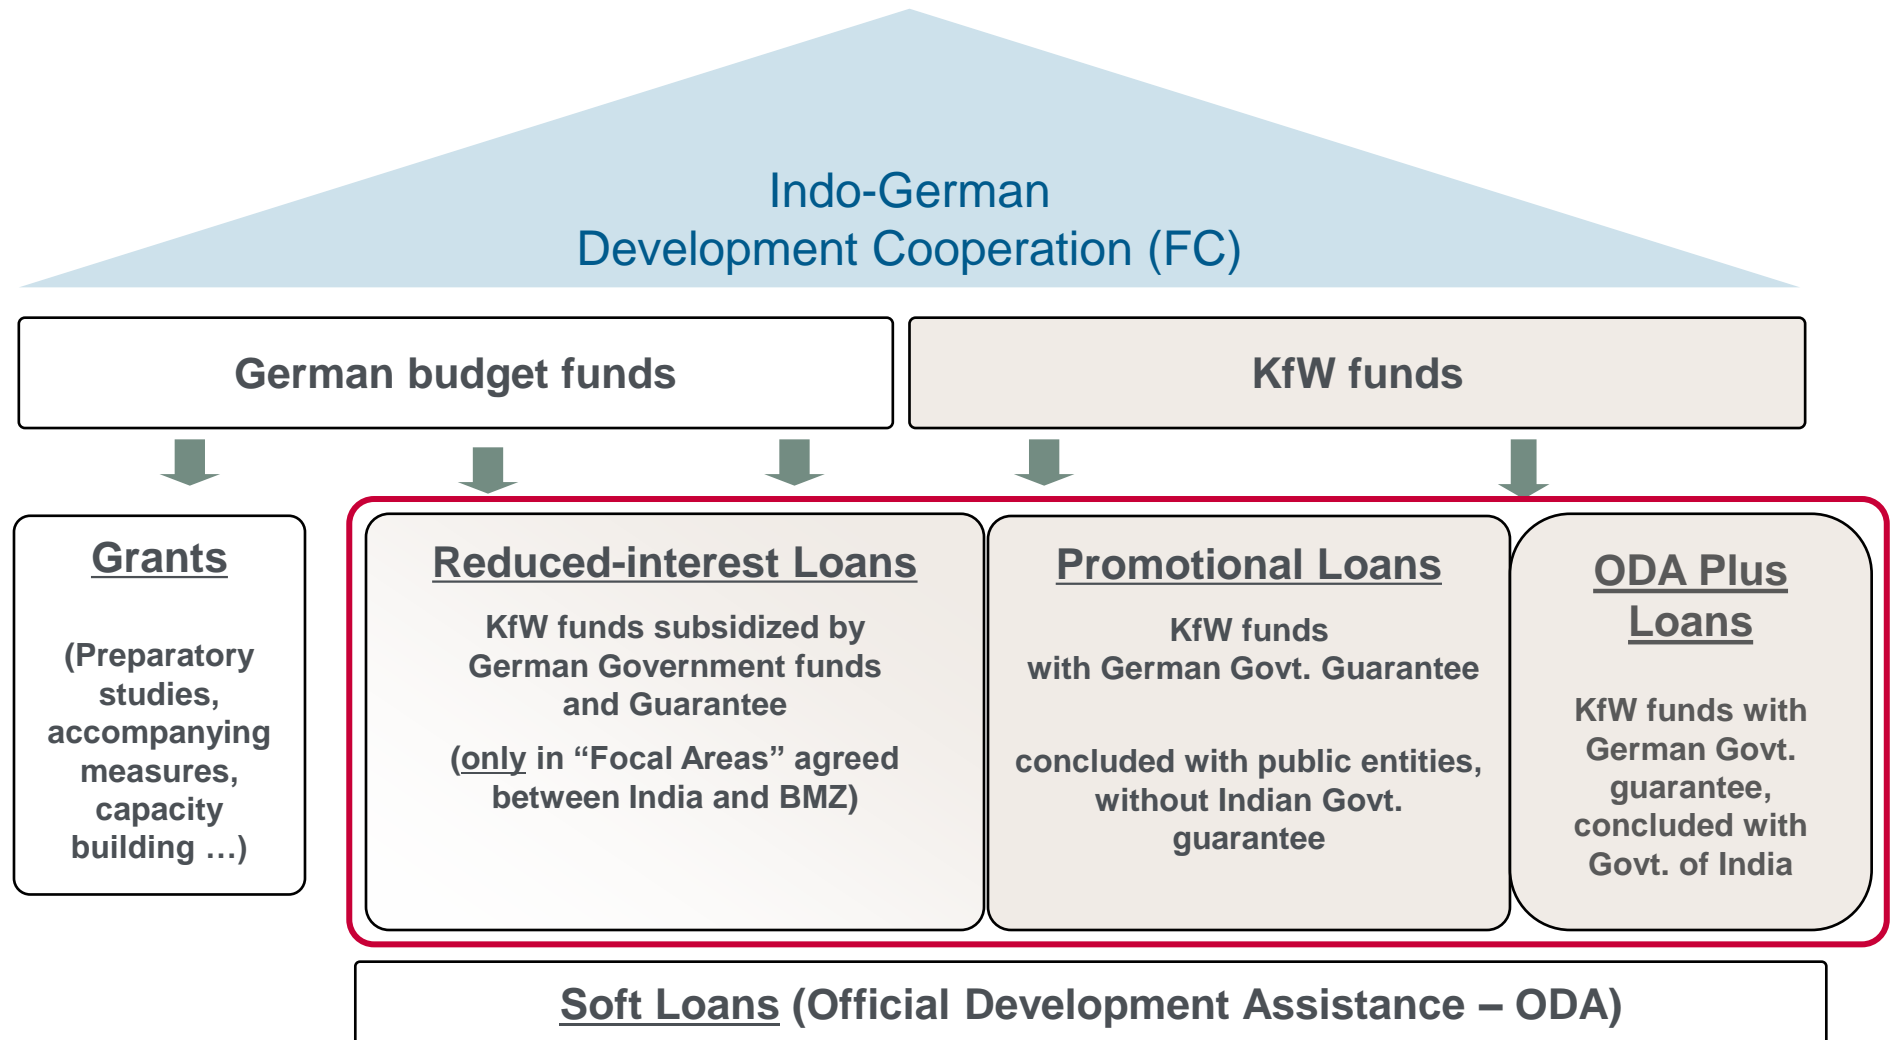 Indo-German
Development Cooperation (FC)
German budget funds
KfW funds
Grants
(Preparatory
studies,
accompanying
measures,
capacity
building …)
Reduced-interest Loans
KfW funds subsidized by
German Government funds
and Guarantee
(only in “Focal Areas” agreed
between India and BMZ)
Promotional Loans
KfW funds
with German Govt. Guarantee
concluded with public entities,
without Indian Govt.
guarantee
ODA Plus
Loans
KfW funds with
German Govt.
guarantee,
concluded with
Govt. of India
Soft Loans (Official Development Assistance – ODA)